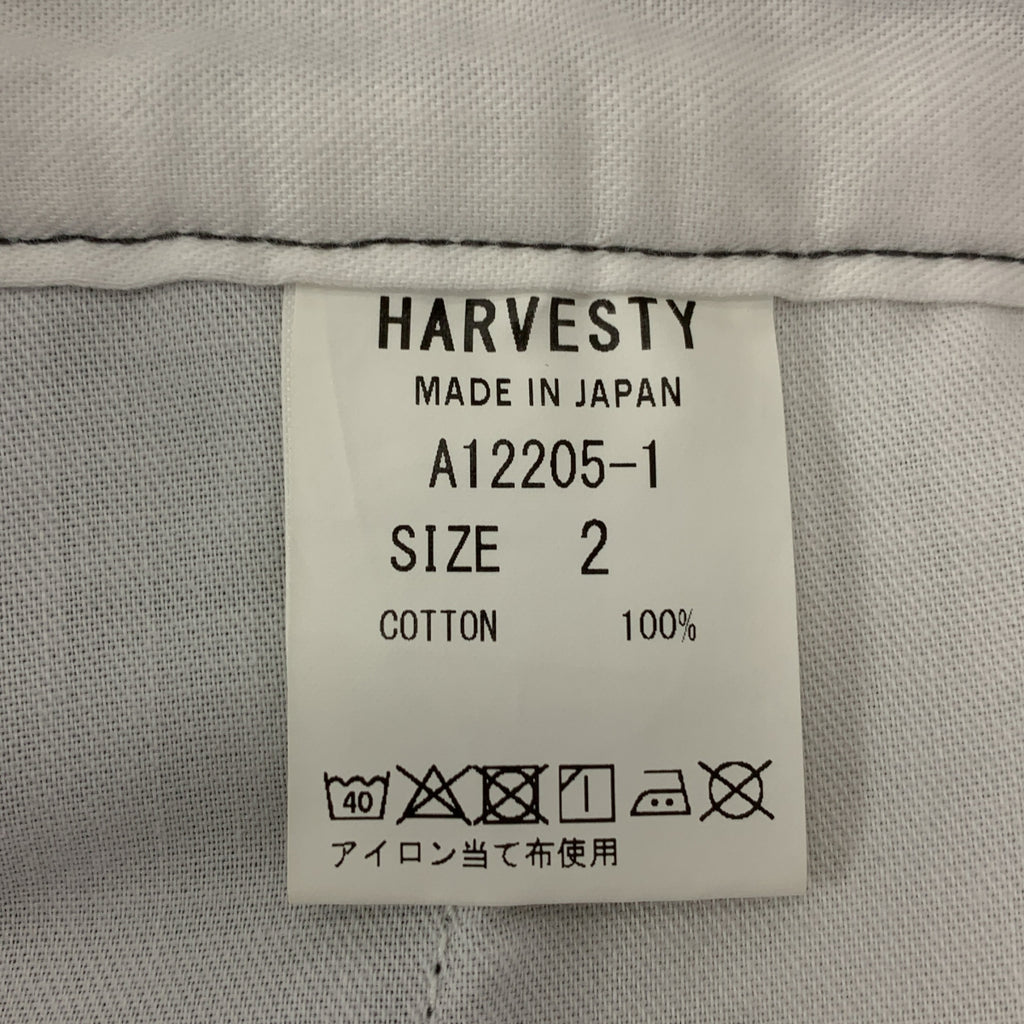 HARVESTY
MADE IN JAPAN
A12205-1
SIZE 2
COTTON 100%
40
アイロン当て布使用